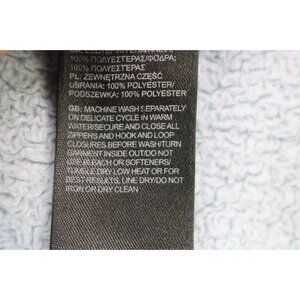 100% ΠΟΛΥΕΣΤΕΡΑΣ/ΦΟΔΡΑ:
100% ΠΟΛΥΕΣΤΕΡΑΣ
PL: ZEWNĘTRZNA CZĘŚĆ
UBRANIA: 100% POLYESTER/
PODSZEWKA: 100% POLYESTER
GB: MACHINE WASH SEPARATELY
ON DELICATE CYCLE IN WARM
WATER/SECURE AND CLOSE ALL
ZIPPERS AND HOOK AND LOOP
CLOSURES BEFORE WASH/TURN
GARMENT INSIDE OUT/DO NOT
USE BLEACH OR SOFTENERS/
TUMBLE DRY LOW HEAT OR FOR
BEST RESULTS, LINE DRY/DO NOT
IRON OR DRY CLEAN